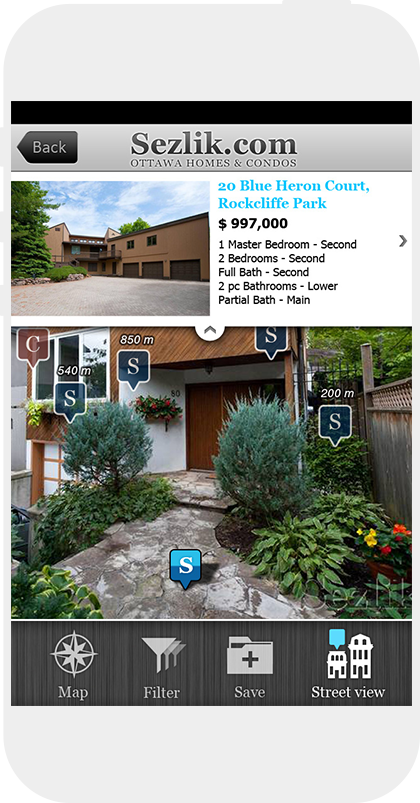 Back
Sezlik.com
OTTAWA HOMES & CONDOS
20 Blue Heron Court,
Rockcliffe Park
$ 997,000
1 Master Bedroom - Second
2 Bedrooms - Second
Full Bath - Second
2 pc Bathrooms - Lower
Partial Bath - Main
C
540 m
S
850 m
S
S
200 m
S
80
S
Sezlik
Map
Filter
Save
Street view